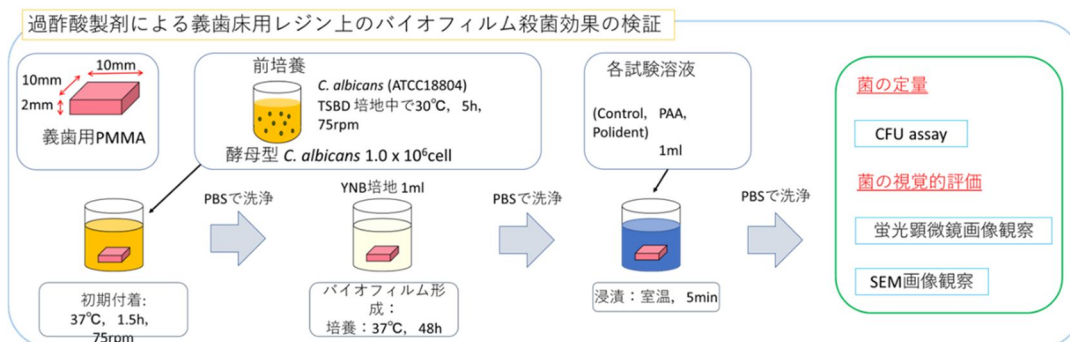 過酢酸製剤による義歯床用レジン上のバイオフィルム殺菌効果の検証
10mm
10mm
2mm
義歯用PMMA
前培養
C. albicans (ATCC18804)
TSBD 培地中で30℃, 5h,
75rpm
酵母型 C. albicans 1.0 x 10⁶cell
各試験溶液
(Control, PAA,
Polident)
1ml
PBSで洗浄
YNB培地 1ml
PBSで洗浄
PBSで洗浄
初期付着:
37℃, 1.5h,
75rpm
バイオフィルム形
成：
培養：37℃, 48h
浸漬：室温, 5min
菌の定量
CFU assay
菌の視覚的評価
蛍光顕微鏡画像観察
SEM画像観察